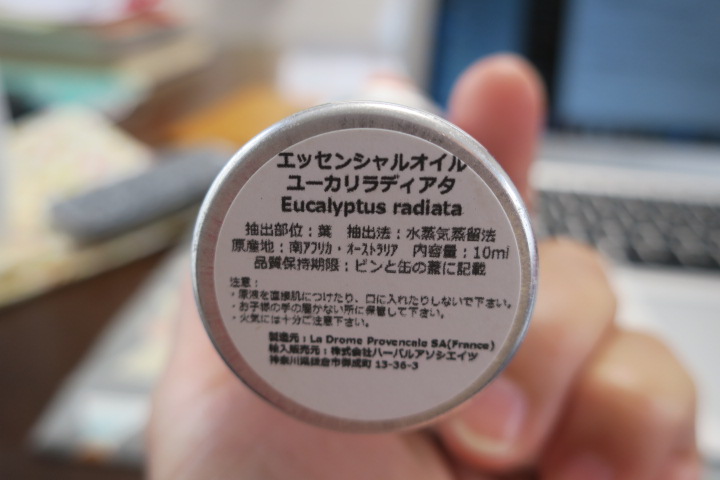 エッセンシャルオイル
ユーカリラディアタ
Eucalyptus radiata
抽出部位：葉　抽出法：水蒸気蒸留法
原産地：南アフリカ・オーストラリア　内容量：10ml
品質保持期限：ビンと缶の蓋に記載
注意：
・原液を直接肌につけたり、口に入れたりしないで下さい。
・お子様の手の届かない所に保管して下さい。
・火気には十分ご注意下さい。
製造元：La Drome Provencale SA(France)
輸入販売元：株式会社ハーバルアソシエイツ
神奈川県鎌倉市御成町 13-36-3